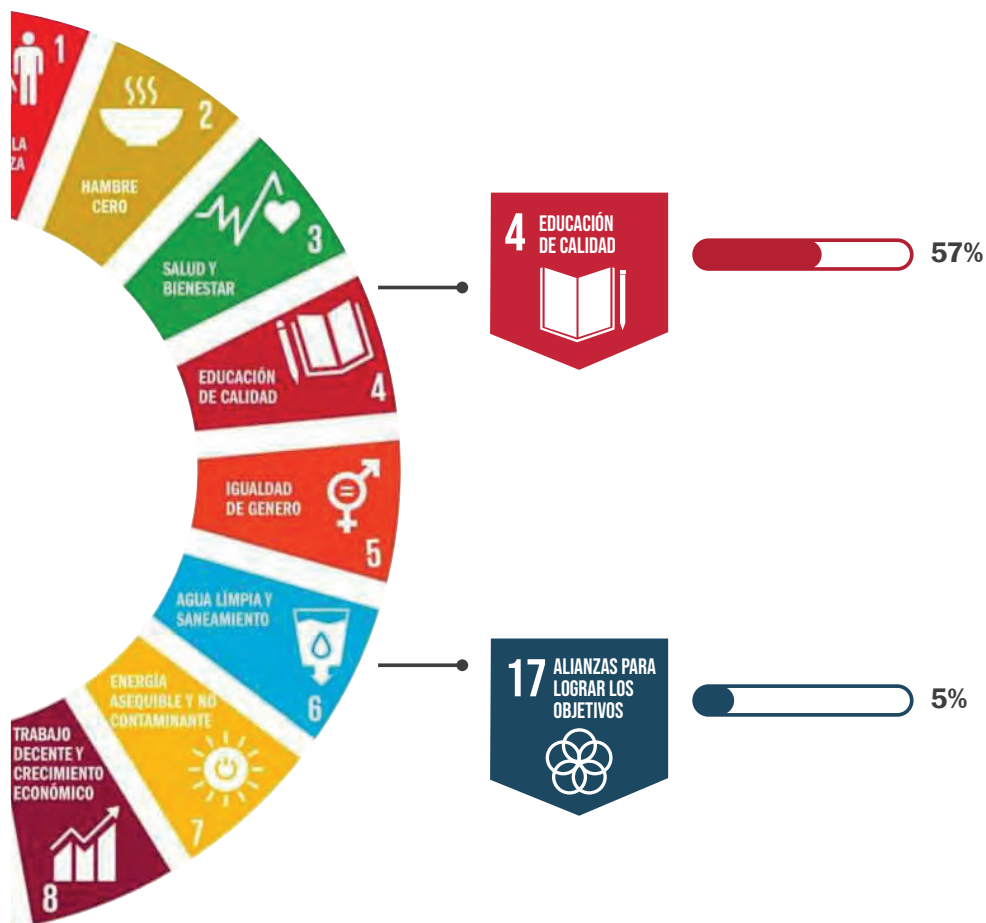 1
LA
ZA
2
HAMBRE
CERO
3
SALUD Y
BIENESTAR
EDUCACIÓN
DE CALIDAD
4
IGUALDAD
DE GENERO
5
AGUA LÍMPIA Y
SANEAMIENTO
6
ENERGÍA
ASEQUIBLE Y NO
CONTAMINANTE
7
TRABAJO
DECENTE Y
CRECIMIENTO
ECONÓMICO
8
4 EDUCACIÓN
DE CALIDAD
57%
17 ALIANZAS PARA
LOGRAR LOS
OBJETIVOS
5%